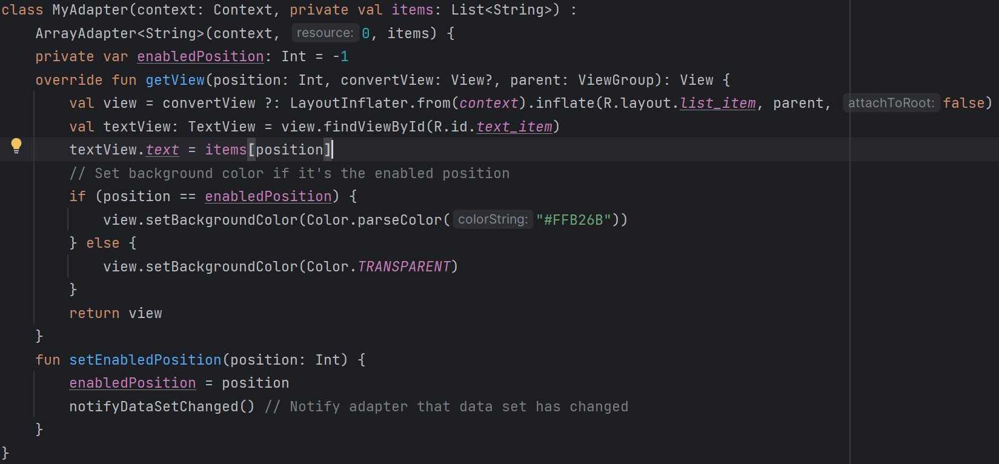 class MyAdapter(context: Context, private val items: List<String>) :
    ArrayAdapter<String>(context, resource: 0, items) {
    private var enabledPosition: Int = -1
    override fun getView(position: Int, convertView: View?, parent: ViewGroup): View {
        val view = convertView ?: LayoutInflater.from(context).inflate(R.layout.list_item, parent, attachToRoot: false)
        val textView: TextView = view.findViewById(R.id.text_item)
        textView.text = items[position]
        // Set background color if it's the enabled position
        if (position == enabledPosition) {
            view.setBackgroundColor(Color.parseColor( colorString: "#FFB26B"))
        } else {
            view.setBackgroundColor(Color.TRANSPARENT)
        }
        return view
    }
    fun setEnabledPosition(position: Int) {
        enabledPosition = position
        notifyDataSetChanged() // Notify adapter that data set has changed
    }
}